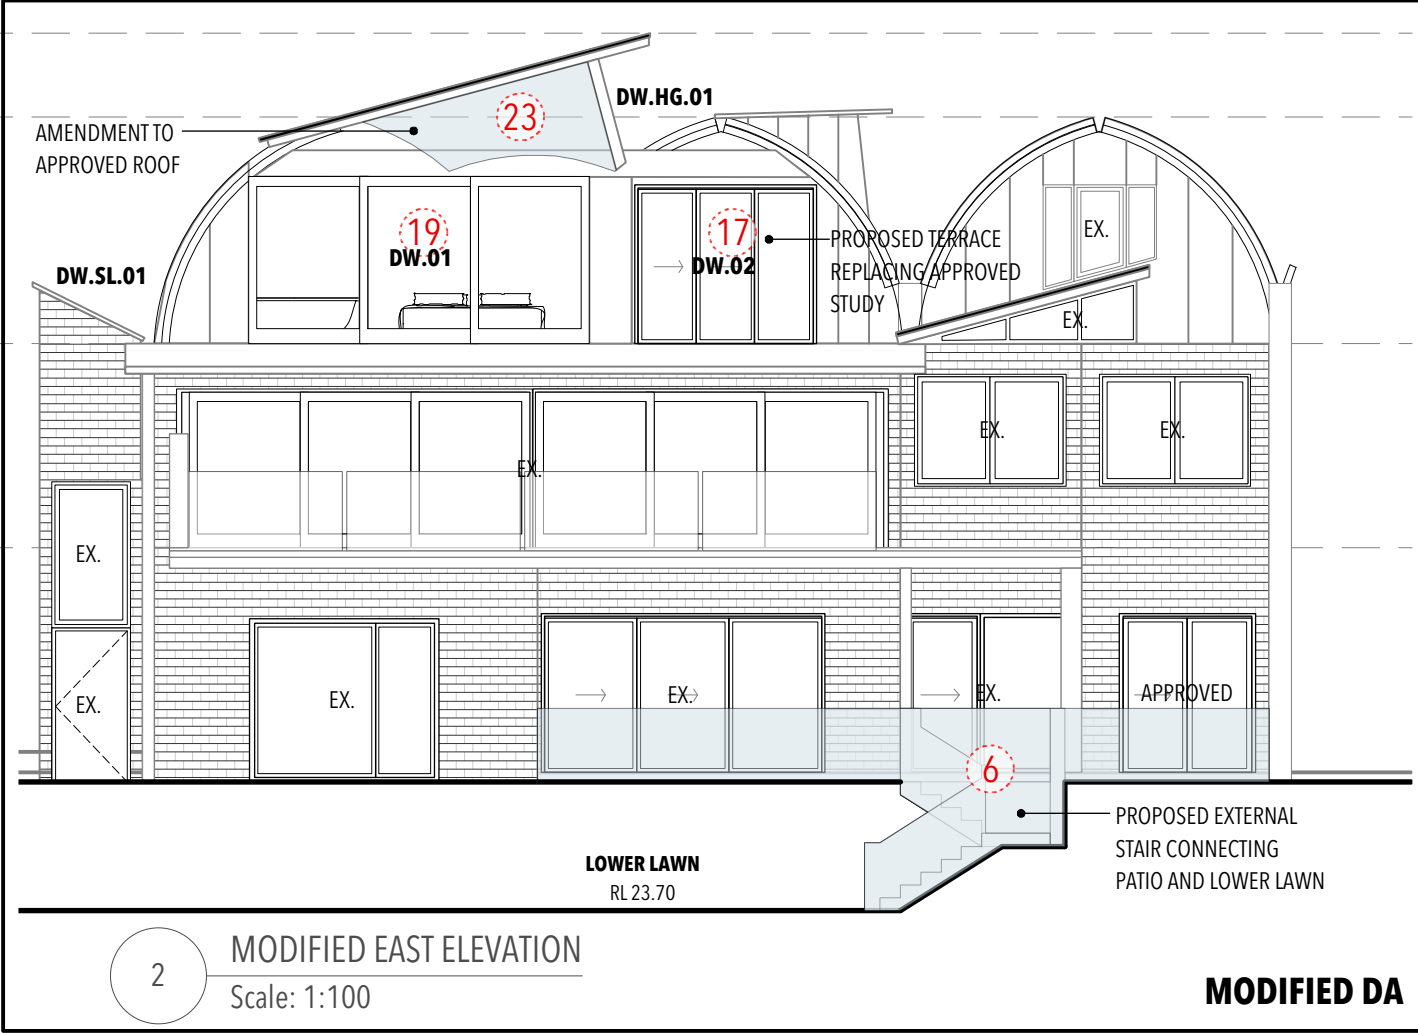 23
DW.HG.01
AMENDMENT TO
APPROVED ROOF
19
DW.01
17
DW.02
PROPOSED TERRACE
REPLACING APPROVED
STUDY
EX.
EX.
DW.SL.01
EX.
EX.
EX.
EX.
EX.
EX.
EX.
EX.
APPROVED
6
PROPOSED EXTERNAL
STAIR CONNECTING
PATIO AND LOWER LAWN
LOWER LAWN
RL 23.70
2
MODIFIED EAST ELEVATION
Scale: 1:100
MODIFIED DA